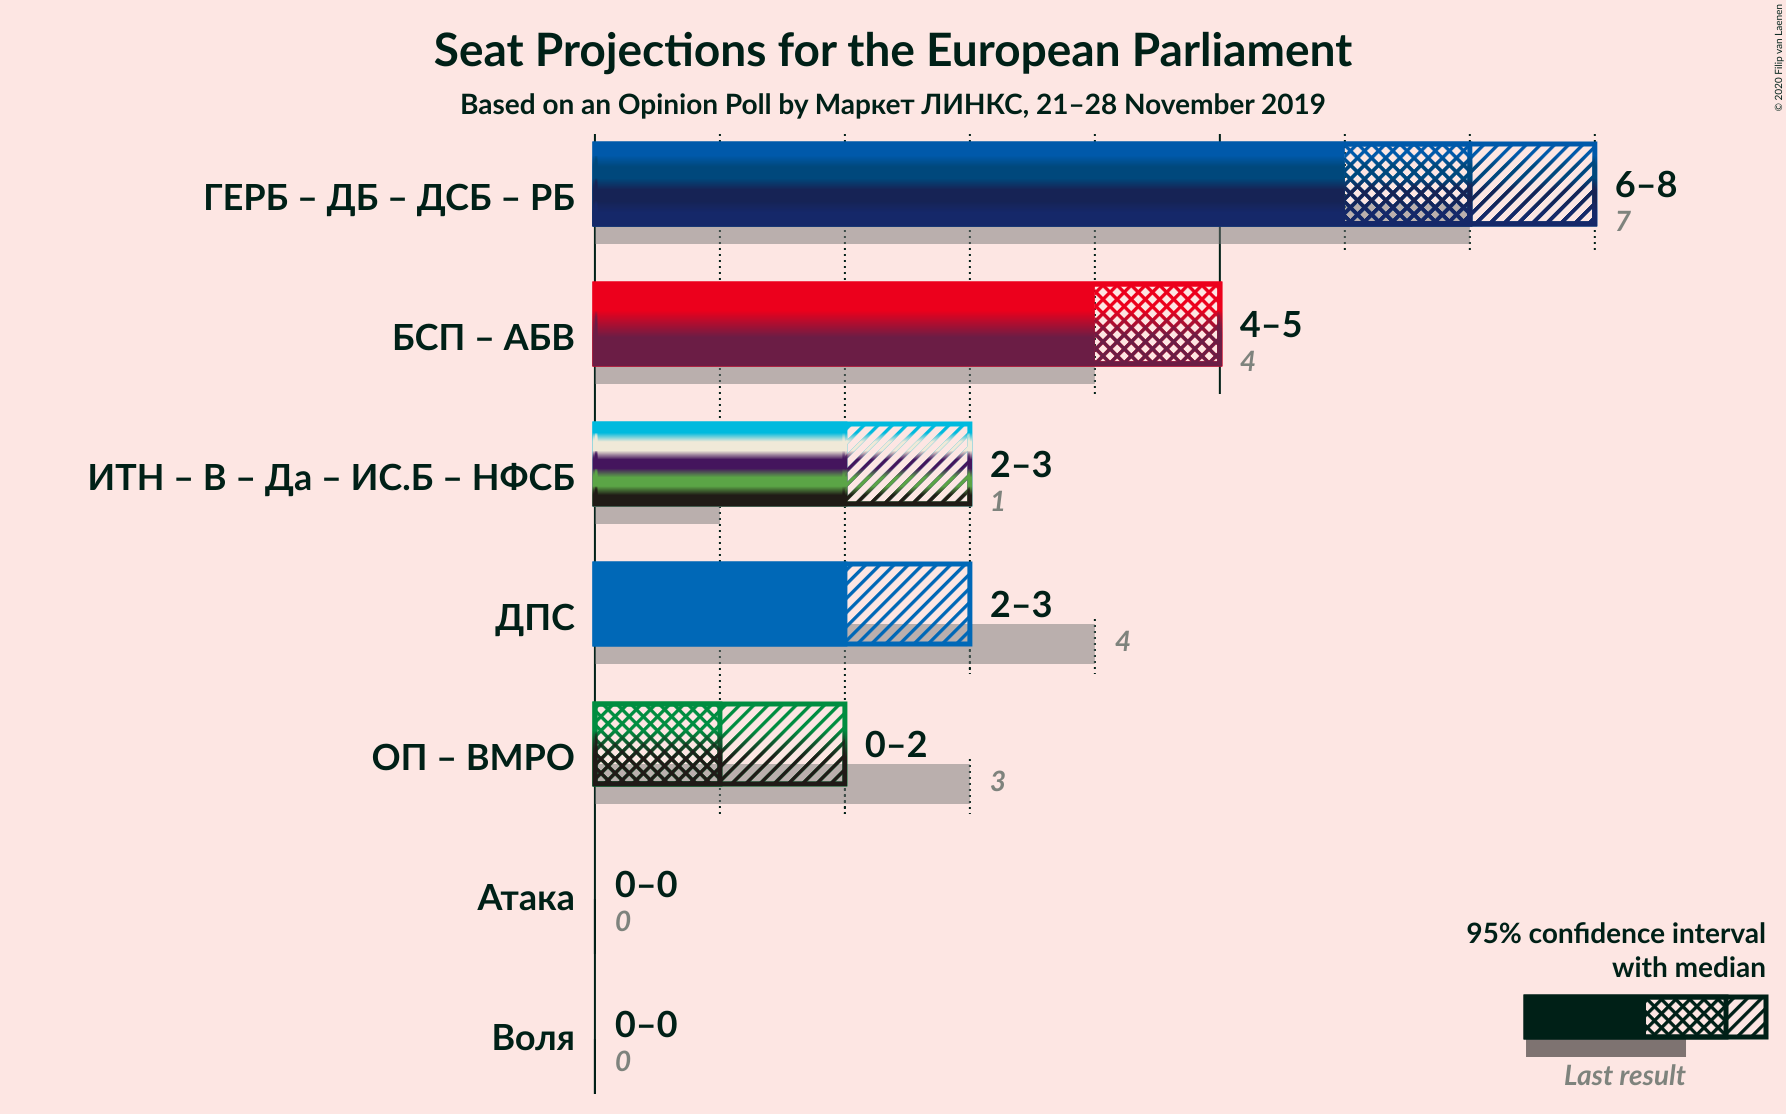 Seat Projections for the European Parliament
Based on an Opinion Poll by Маркет ЛИНКС, 21–28 November 2019
© 2020 Filip van Laenen
ГЕРБ – ДБ – ДСБ – РБ
6–8
7
БСП – АБВ
4–5
4
ИТН – В – Да – ИС.Б – НФСБ
2–3
1
ДПС
2–3
4
ОП – ВМРО
0–2
3
Атака
0–0
0
Воля
0–0
0
95% confidence interval
with median
Last result